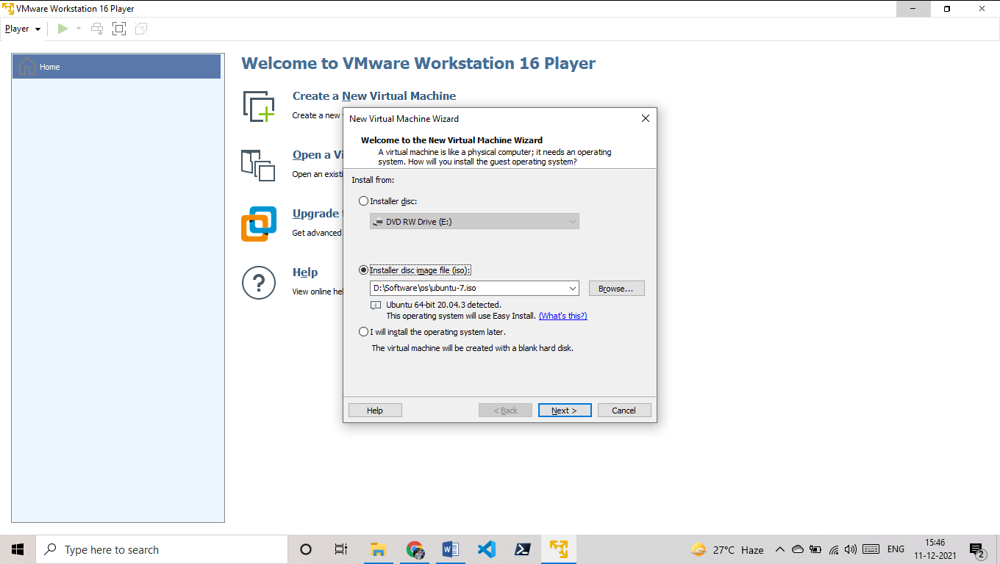 VMware Workstation 16 Player
Player
Home
Welcome to VMware Workstation 16 Player
Create a New Virtual Machine
Create a new
Open a Vi
Open an existi
Upgrade
Get advanced
Help
View online he
New Virtual Machine Wizard
Welcome to the New Virtual Machine Wizard
A virtual machine is like a physical computer; it needs an operating
system. How will you install the guest operating system?
Install from:
Installer disc:
DVD RW Drive (E:)
Installer disc image file (iso):
D:\Software\os\ubuntu-7.iso
Browse...
Ubuntu 64-bit 20.04.3 detected.
This operating system will use Easy Install. (What's this?)
I will install the operating system later.
The virtual machine will be created with a blank hard disk.
Help
< Back
Next >
Cancel
Type here to search
27°C Haze
ENG
15:46
11-12-2021
2